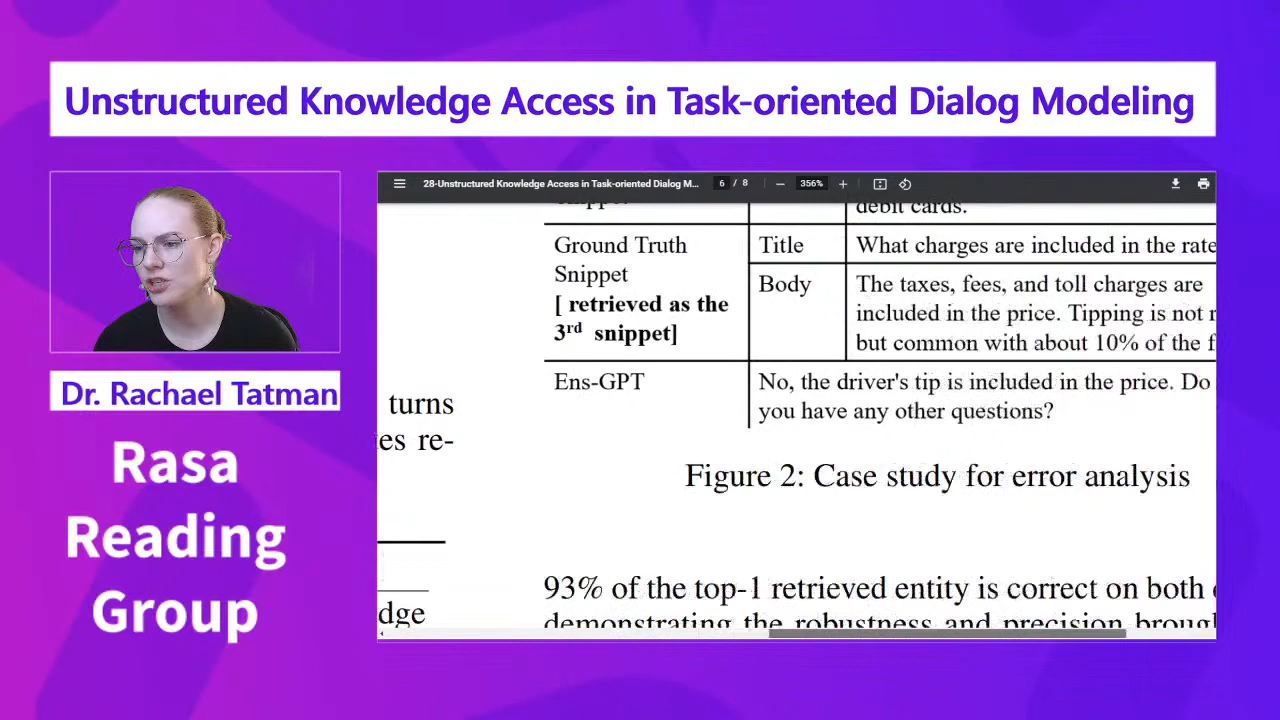 Unstructured Knowledge Access in Task-oriented Dialog Modeling
28-Unstructured Knowledge Access in Task-oriented Dialog M... 6 / 8 356%
debit cards.
Ground Truth Title What charges are included in the rate
Snippet
[ retrieved as the Body The taxes, fees, and toll charges are
3rd snippet] included in the price. Tipping is not
but common with about 10% of the
Ens-GPT No, the driver's tip is included in the price. Do
you have any other questions?
turns
es re-
Figure 2: Case study for error analysis
dge
93% of the top-1 retrieved entity is correct on both
demonstrating the robustness and precision
Dr. Rachael Tatman
Rasa
Reading
Group